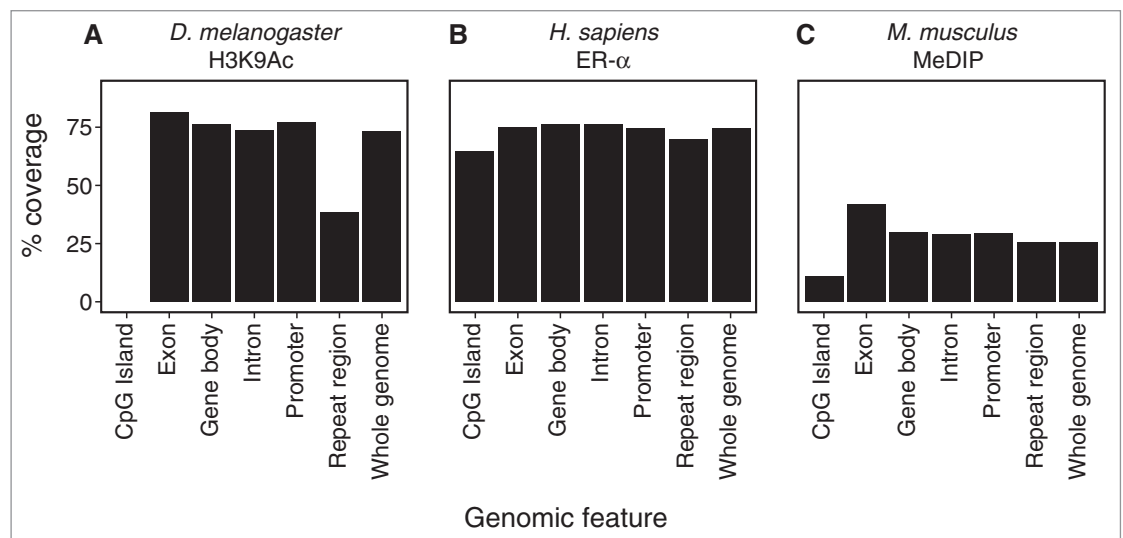 A
D. melanogaster
H3K9Ac
B
H. sapiens
ER-α
C
M. musculus
MeDIP
% coverage
75
50
25
0
CpG Island
Exon
Gene body
Intron
Promoter
Repeat region
Whole genome
CpG Island
Exon
Gene body
Intron
Promoter
Repeat region
Whole genome
CpG Island
Exon
Gene body
Intron
Promoter
Repeat region
Whole genome
Genomic feature